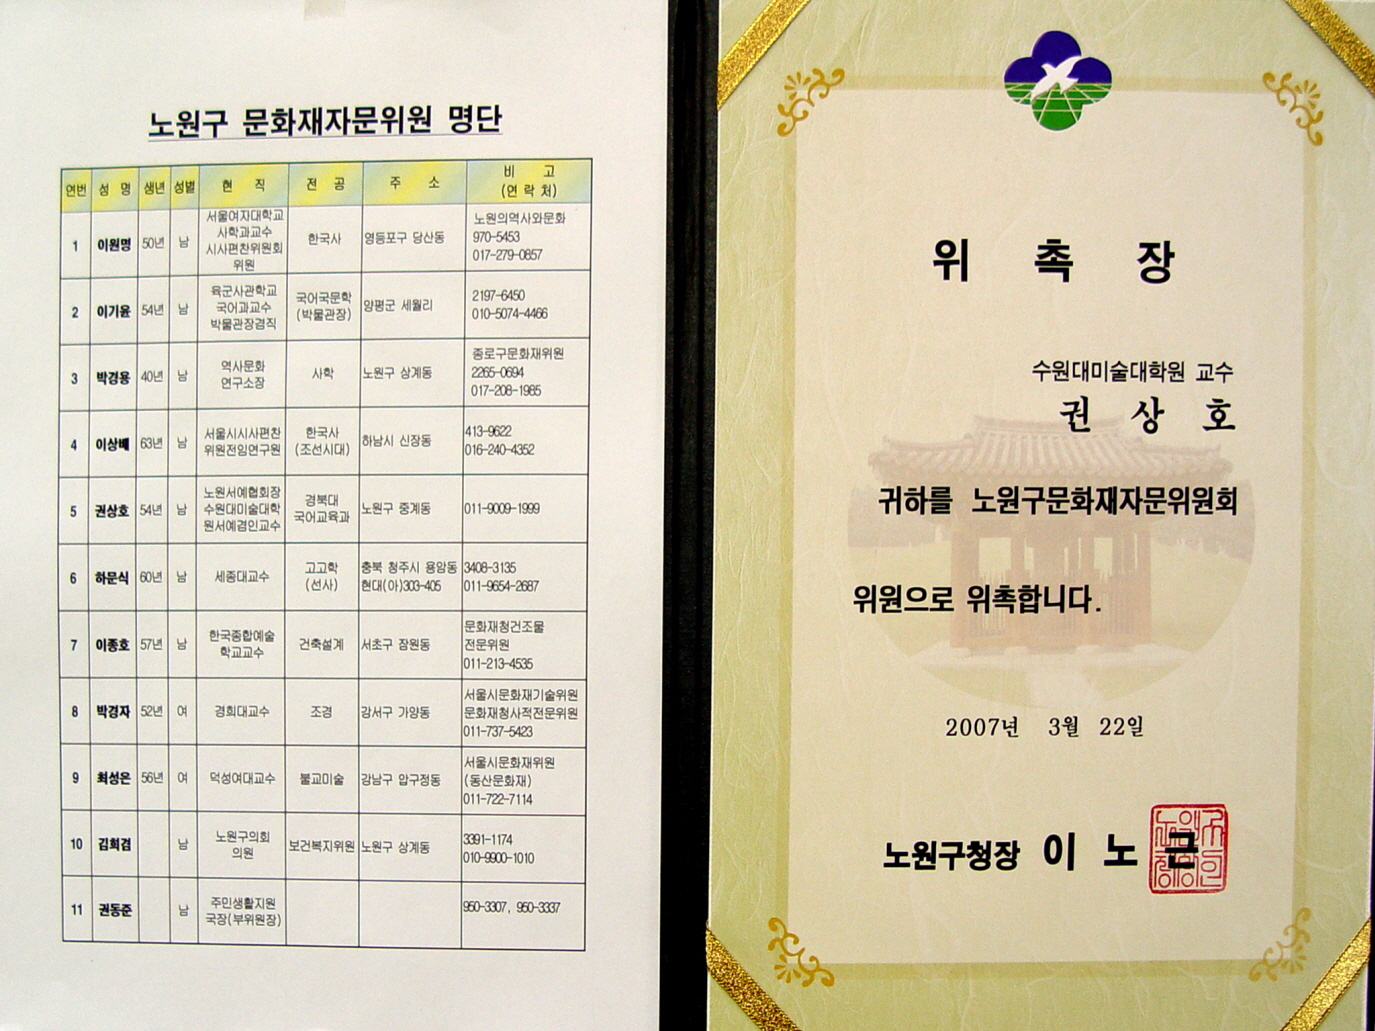 노원구 문화재자문위원 명단
연번 성 명 생년 성별 현 직 전 공 주 소 비 고 (연락처)
1 이원명 50년 남 서울여자대학교 사학과교수 시사편찬위원회 위원 한국사 영등포구 당산동 노원의역사와문화 970-5453 017-279-0857
2 이기윤 54년 남 육군사관학교 국어과교수 박물관장겸직 국어국문학 (박물관장) 양평군 세월리 2197-6450 010-5074-4466
3 박경용 40년 남 역사문화 연구소장 사학 노원구 상계동 종로구문화재위원 2265-0694 017-208-1985
4 이상배 63년 남 서울시시사편찬 위원전임연구원 한국사 (조선시대) 하남시 신장동 413-9622 016-240-4352
5 권상호 54년 남 노원서예협회장 수원대미술대학 원서예겸인교수 경북대 국어교육과 노원구 중계동 011-9009-1999
6 하문식 60년 남 세종대교수 고고학 (선사) 충북 청주시 용암동 현대(아)303-405 3408-3135 011-9654-2687
7 이종호 57년 남 한국종합예술 학교교수 건축설계 서초구 장원동 문화재청건조물 전문위원 011-213-4535
8 박경자 52년 여 경희대교수 조경 강서구 가양동 서울시문화재기술위원 문화재청사적전문위원 011-737-5423
9 최성은 56년 여 덕성여대교수 불교미술 강남구 압구정동 서울시문화재위원 (동산문화재) 011-722-7114
10 김희겸 남 노원구의회 의원 보건복지위원 노원구 상계동 3391-1174 010-9900-1010
11 권동준 남 주민생활지원 국장(부위원장) 950-3307, 950-3337
위 촉 장
수원대미술대학원 교수
권 상 호
귀하를 노원구문화재자문위원회
위원으로 위촉합니다.
2007년 3월 22일
노원구청장 이 노 근